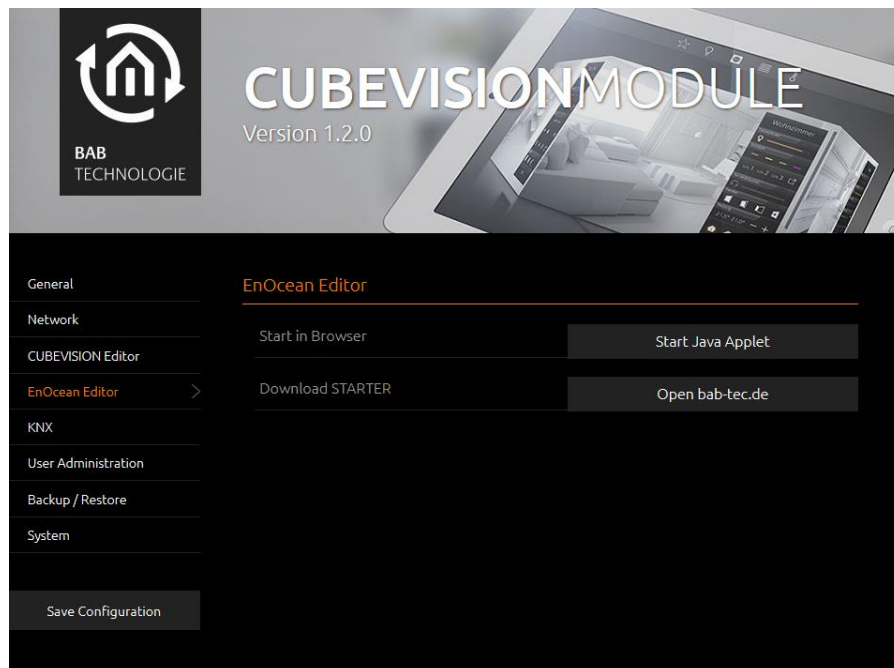 BAB
TECHNOLOGIE
CUBEVISIONMODULE
Version 1.2.0
Wohnzimmer
General
Network
CUBEVISION Editor
EnOcean Editor
KNX
User Administration
Backup / Restore
System
Save Configuration
EnOcean Editor
Start in Browser
Start Java Applet
Download STARTER
Open bab-tec.de